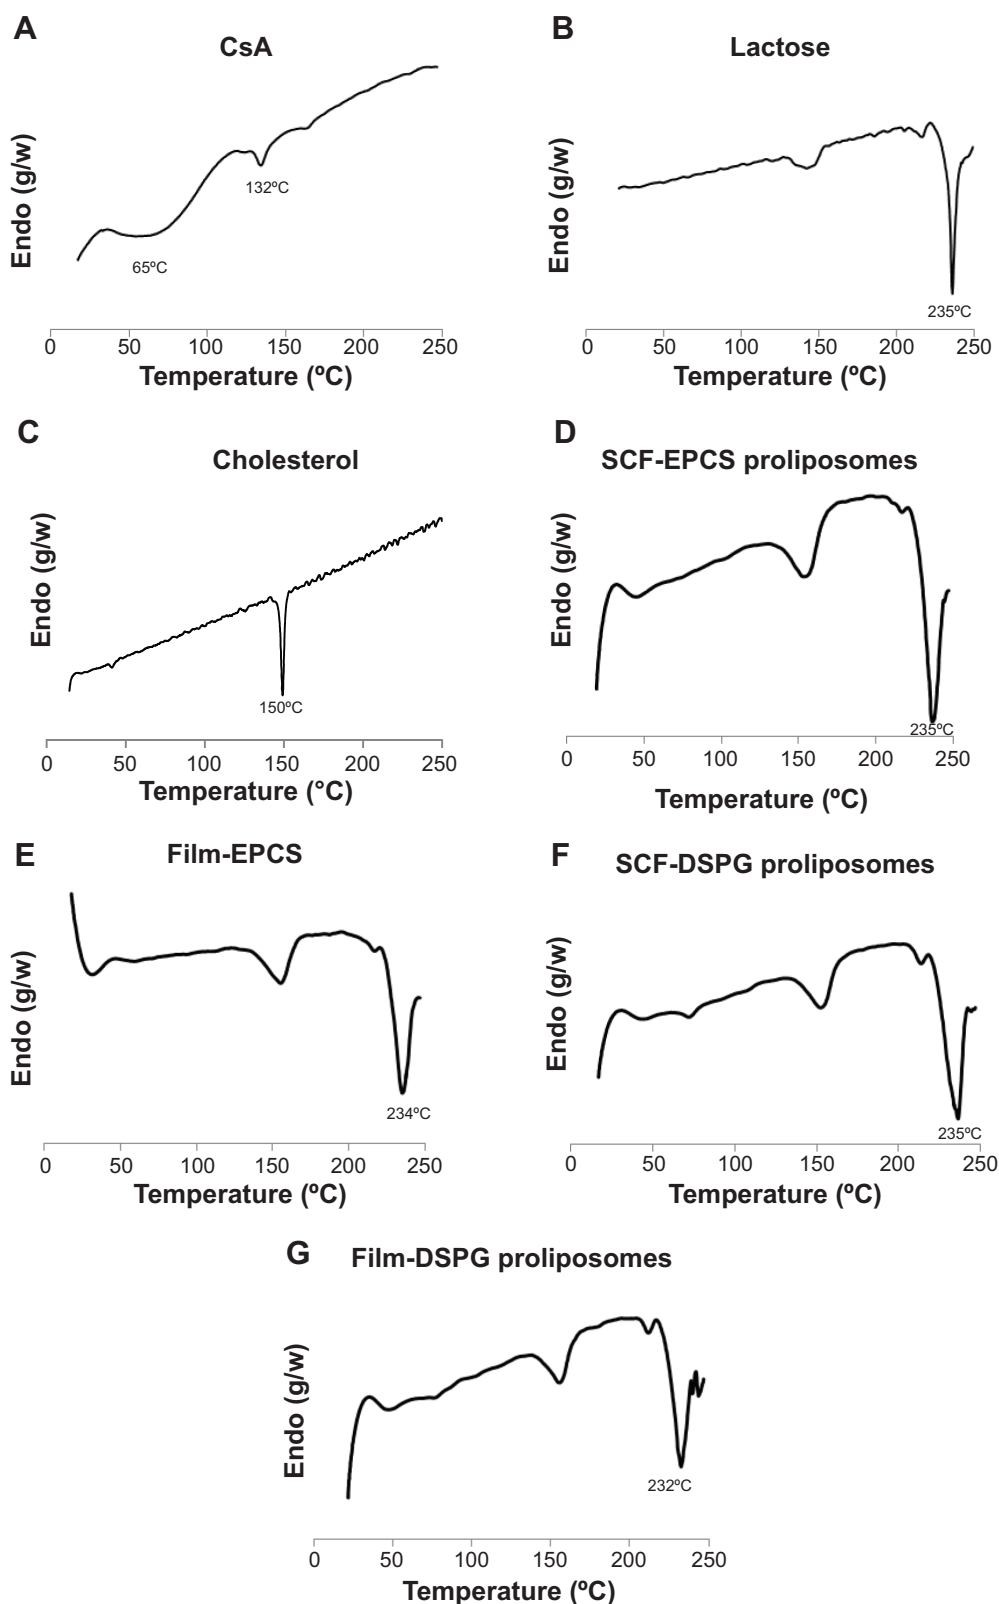 A
CsA
Endo (g/w)
132ºC
65ºC
0 50 100 150 200 250
Temperature (ºC)
B
Lactose
Endo (g/w)
235ºC
0 50 100 150 200 250
Temperature (ºC)
C
Cholesterol
Endo (g/w)
150ºC
0 50 100 150 200 250
Temperature (°C)
D
SCF-EPCS proliposomes
Endo (g/w)
235ºC
0 50 100 150 200 250
Temperature (ºC)
E
Film-EPCS
Endo (g/w)
234ºC
0 50 100 150 200 250
Temperature (ºC)
F
SCF-DSPG proliposomes
Endo (g/w)
235ºC
0 50 100 150 200 250
Temperature (ºC)
G
Film-DSPG proliposomes
Endo (g/w)
232ºC
0 50 100 150 200 250
Temperature (ºC)